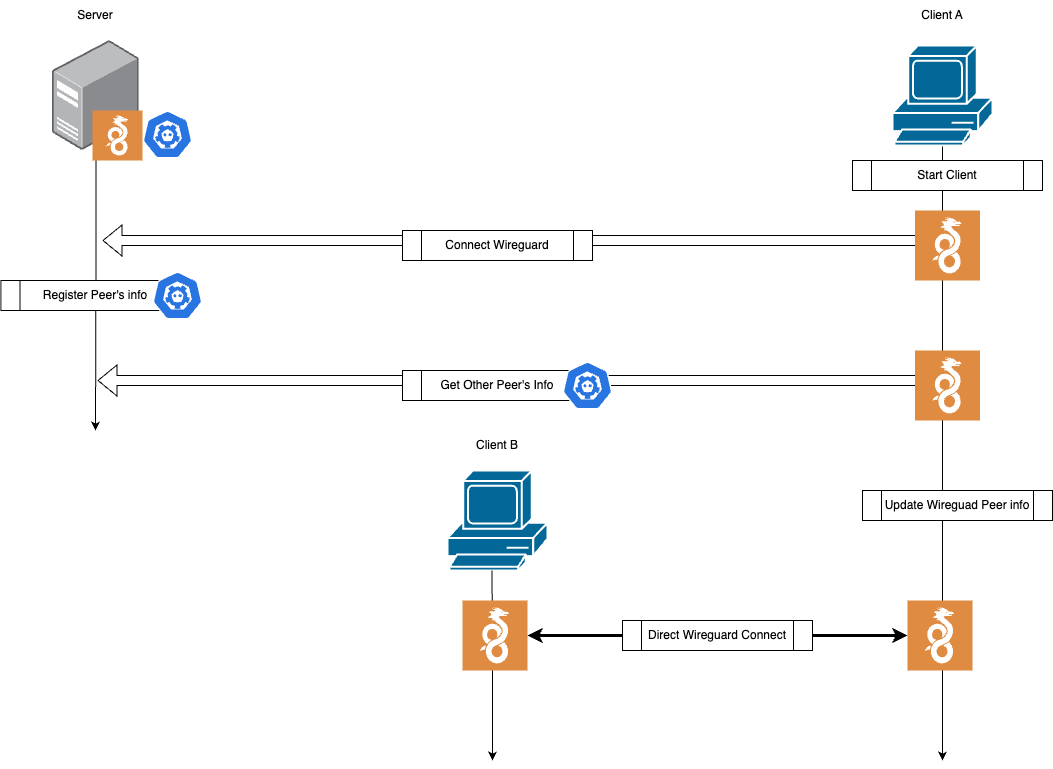 Server
Client A
Start Client
Connect Wireguard
Register Peer's info
Get Other Peer's Info
Client B
Update Wireguad Peer info
Direct Wireguard Connect